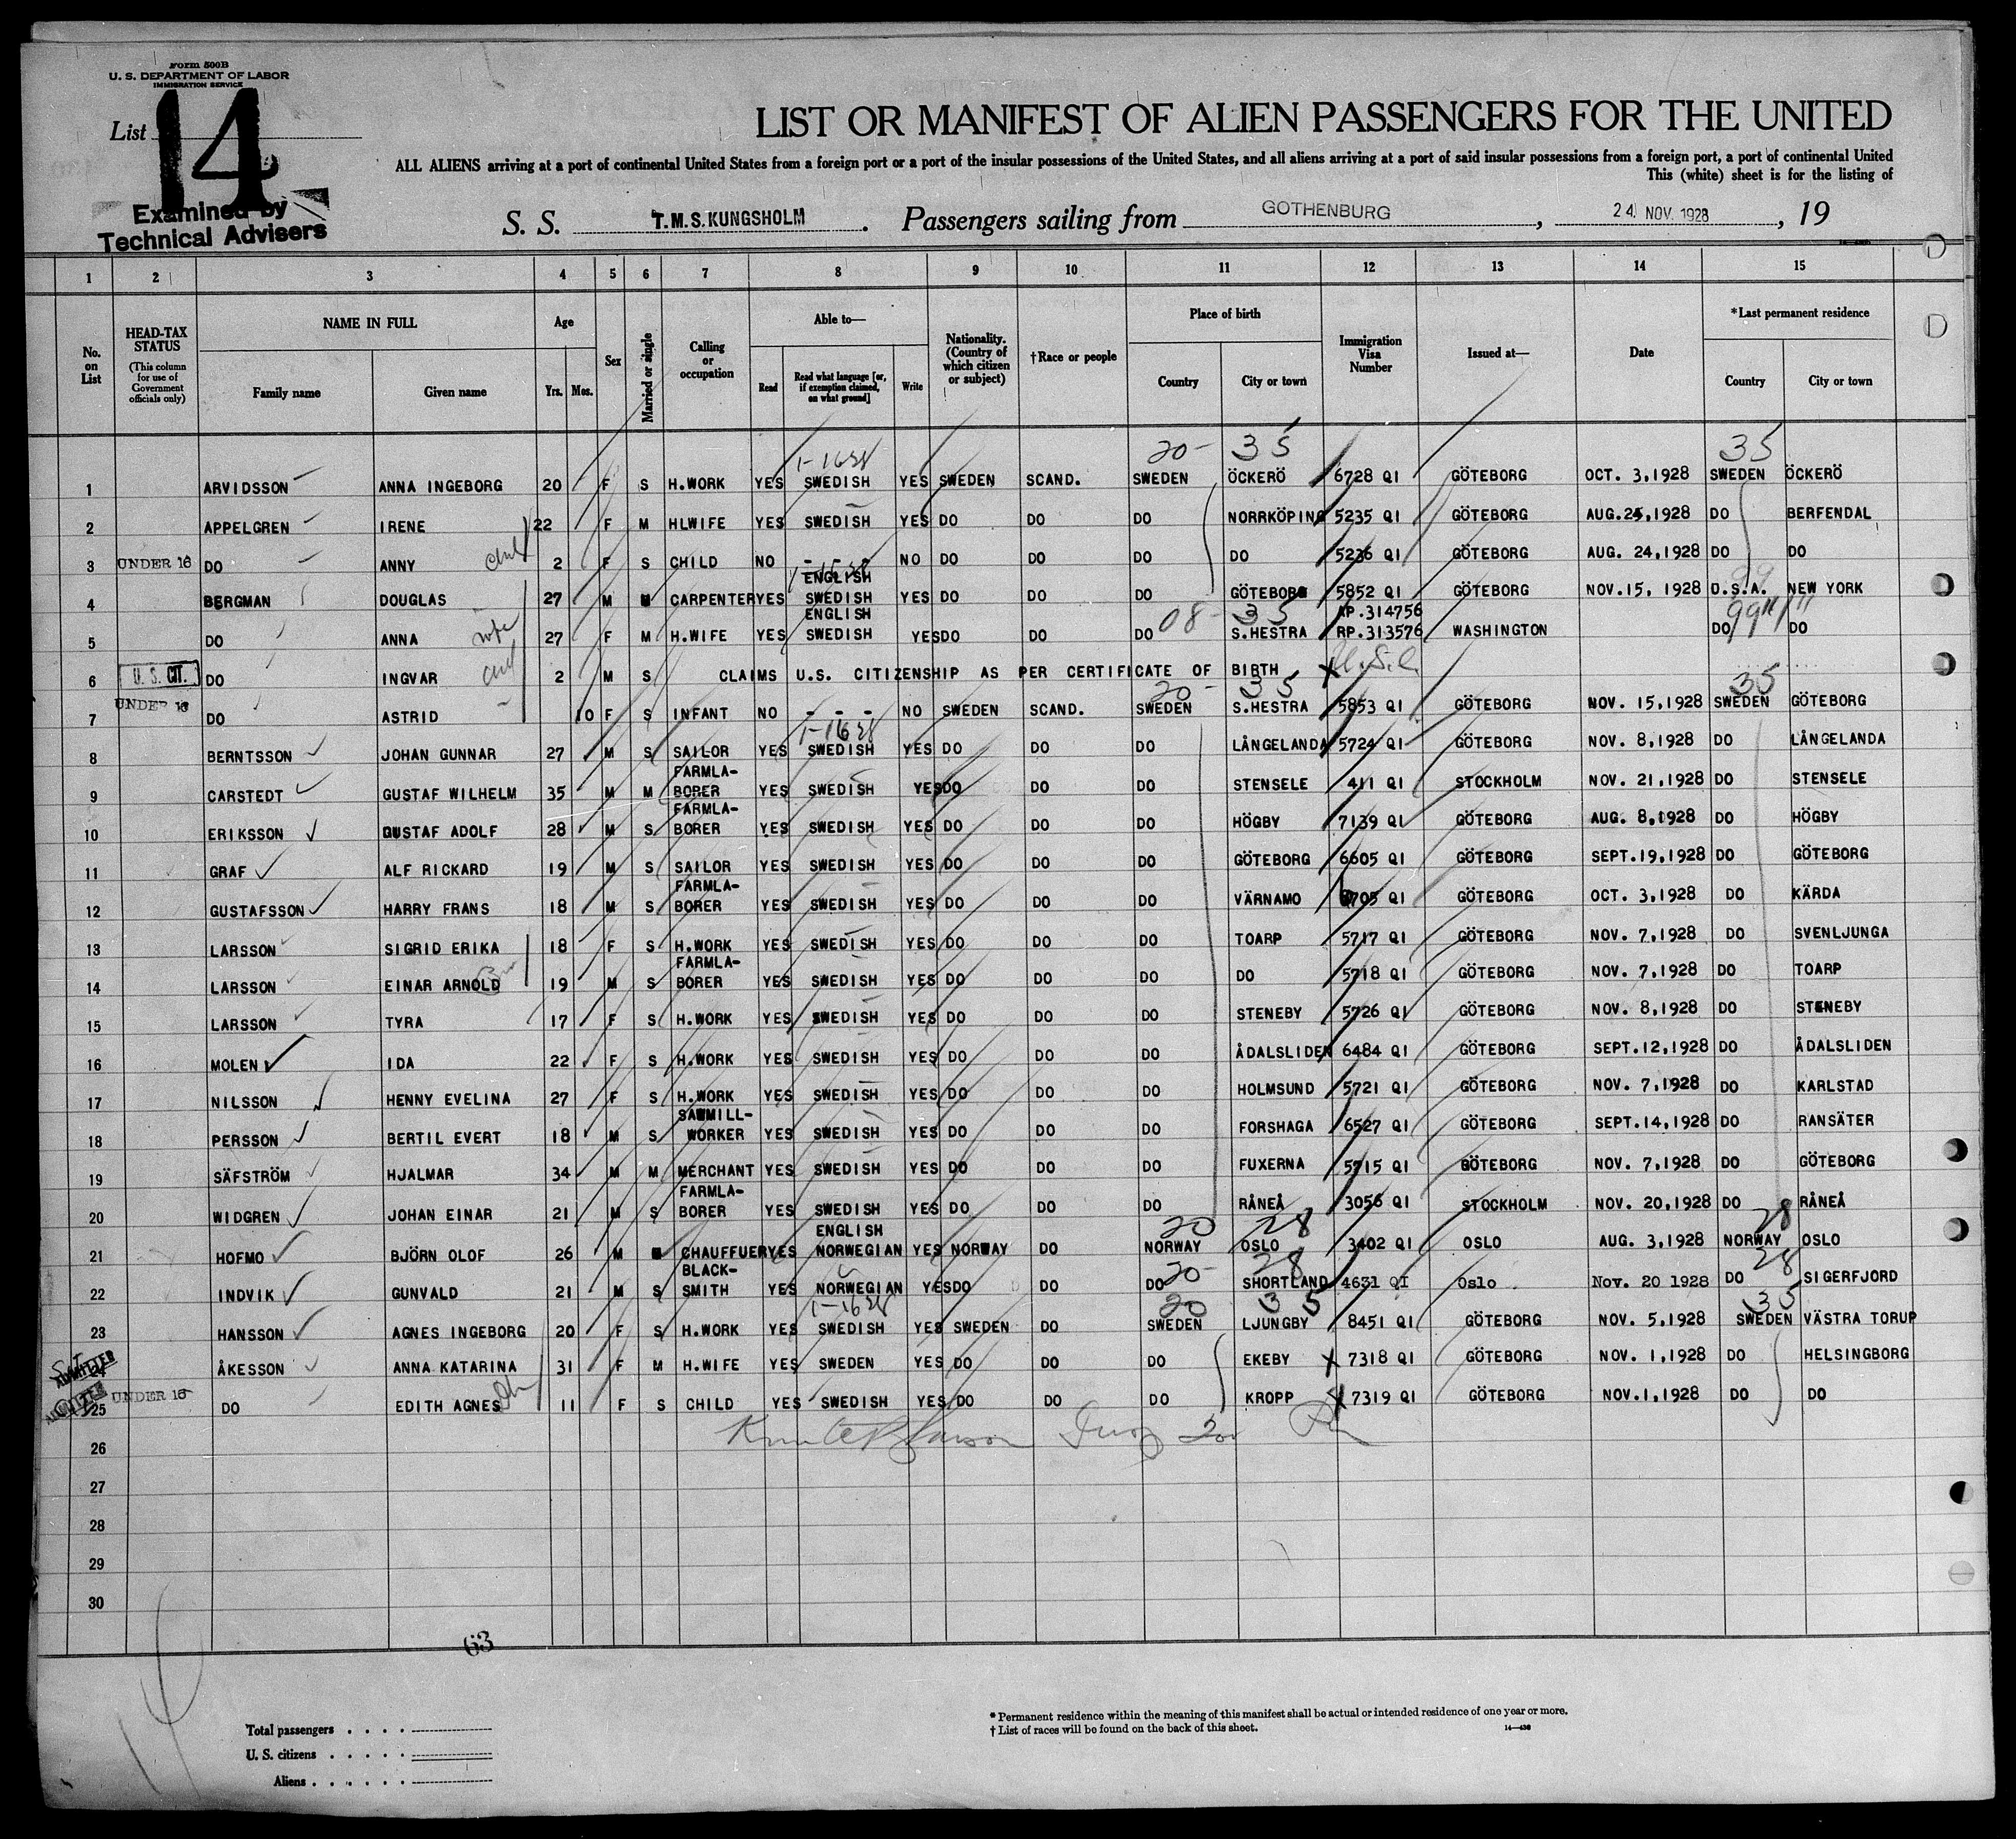 Form 500B
U. S. DEPARTMENT OF LABOR
IMMIGRATION SERVICE
List 14
Examined by
Technical Advisers
LIST OR MANIFEST OF ALIEN PASSENGERS FOR THE UNITED
ALL ALIENS arriving at a port of continental United States from a foreign port or a port of the insular possessions of the United States, and all aliens arriving at a port of said insular possessions from a foreign port, a port of continental United
This (white) sheet is for the listing of
S. S. T.M.S. KUNGSHOLM. Passengers sailing from GOTHENBURG, 24 NOV. 1928, 19
1 2 3 4 5 6 7 8 9 10 11 12 13 14 15
No. on List
HEAD-TAX STATUS (This column for use of Government officials only)
NAME IN FULL
Family name Given name
Age
Yrs. Mos.
Sex
Married or single
Calling or occupation
Able to—
Read Read what language [or, if exemption claimed, on what ground] Write
Nationality. (Country of which citizen or subject)
†Race or people
Place of birth
Country City or town
Immigration Visa Number
Issued at—
Date
*Last permanent residence
Country City or town
20- 35 35
1-1628
1 ARVIDSSON ANNA INGEBORG 20 F S H.WORK YES SWEDISH YES SWEDEN SCAND. SWEDEN ÖCKERÖ 6728 QI GÖTEBORG OCT. 3,1928 SWEDEN ÖCKERÖ
2 APPELGREN IRENE 22 F M HLWIFE YES SWEDISH YES DO DO DO NORRKÖPING 5235 QI GÖTEBORG AUG.24,1928 DO BERFENDAL
3 UNDER 16 DO ANNY 2 F S CHILD NO - NO DO DO DO DO 5236 QI GÖTEBORG AUG. 24,1928 DO DO
ENGLISH
4 BERGMAN DOUGLAS 27 M M CARPENTER YES SWEDISH YES DO DO DO GÖTEBORG 5852 QI GÖTEBORG NOV.15, 1928 U.S.A. NEW YORK
ENGLISH 08- 35 RP.314756 99
5 DO ANNA wife 27 F M H.WIFE YES SWEDISH YES DO DO DO S.HESTRA RP.313576 WASHINGTON DO DO
6 U. S. CIT. DO INGVAR 2 M S CLAIMS U.S. CITIZENSHIP AS PER CERTIFICATE OF BIRTH X U.S.C.
20- 35 35
7 UNDER 16 DO ASTRID 10 F S INFANT NO - - - NO SWEDEN SCAND. SWEDEN S.HESTRA 5853 QI GÖTEBORG NOV. 15,1928 SWEDEN GÖTEBORG
1-1628
8 BERNTSSON JOHAN GUNNAR 27 M S SAILOR YES SWEDISH YES DO DO DO LÅNGELANDA 5724 QI GÖTEBORG NOV. 8,1928 DO LÅNGELANDA
FARMLA-
9 CARSTEDT GUSTAF WILHELM 35 M M BORER YES SWEDISH YES DO DO DO STENSELE 411 QI STOCKHOLM NOV. 21,1928 DO STENSELE
FARMLA-
10 ERIKSSON GUSTAF ADOLF 28 M S BORER YES SWEDISH YES DO DO DO HÖGBY 7139 QI GÖTEBORG AUG. 8,1928 DO HÖGBY
11 GRAF ALF RICKARD 19 M S SAILOR YES SWEDISH YES DO DO DO GÖTEBORG 6605 QI GÖTEBORG SEPT.19,1928 DO GÖTEBORG
FARMLA-
12 GUSTAFSSON HARRY FRANS 18 M S BORER YES SWEDISH YES DO DO DO VÄRNAMO 6705 QI GÖTEBORG OCT. 3,1928 DO KÄRDA
13 LARSSON SIGRID ERIKA 18 F S H.WORK YES SWEDISH YES DO DO DO TOARP 5717 QI GÖTEBORG NOV. 7,1928 DO SVENLJUNGA
FARMLA-
14 LARSSON EINAR ARNOLD 19 M S BORER YES SWEDISH YES DO DO DO DO 5718 QI GÖTEBORG NOV. 7,1928 DO TOARP
15 LARSSON TYRA 17 F S H.WORK YES SWEDISH YES DO DO DO STENEBY 5726 QI GÖTEBORG NOV. 8,1928 DO STENEBY
16 MOLEN IDA 22 F S H.WORK YES SWEDISH YES DO DO DO ÅDALSLIDEN 6484 QI GÖTEBORG SEPT.12,1928 DO ÅDALSLIDEN
17 NILSSON HENNY EVELINA 27 F S H.WORK YES SWEDISH YES DO DO DO HOLMSUND 5721 QI GÖTEBORG NOV. 7,1928 DO KARLSTAD
SAWMILL-
18 PERSSON BERTIL EVERT 18 M S WORKER YES SWEDISH YES DO DO DO FORSHAGA 6527 QI GÖTEBORG SEPT.14,1928 DO RANSÄTER
19 SÄFSTRÖM HJALMAR 34 M M MERCHANT YES SWEDISH YES DO DO DO FUXERNA 5715 QI GÖTEBORG NOV. 7,1928 DO GÖTEBORG
FARMLA-
20 WIDGREN JOHAN EINAR 21 M S BORER YES SWEDISH YES DO DO DO RÅNEÅ 3056 QI STOCKHOLM NOV. 20,1928 DO RÅNEÅ
ENGLISH 20 28 28
21 HOFMO BJÖRN OLOF 26 M M CHAUFFUER YES NORWEGIAN YES NORWAY DO NORWAY OSLO 3402 QI OSLO AUG. 3,1928 NORWAY OSLO
BLACK- 20- 28 28
22 INDVIK GUNVALD 21 M S SMITH YES NORWEGIAN YES DO DO DO SHORTLAND 4631 QI Oslo Nov. 20 1928 DO SIGERFJORD
1-1628 20 35 35
23 HANSSON AGNES INGEBORG 20 F S H.WORK YES SWEDISH YES SWEDEN DO SWEDEN LJUNGBY 8451 QI GÖTEBORG NOV. 5,1928 SWEDEN VÄSTRA TORUP
24 ADMITTED ÅKESSON ANNA KATARINA 31 F M H.WIFE YES SWEDEN YES DO DO DO EKEBY X 7318 QI GÖTEBORG NOV. 1,1928 DO HELSINGBORG
25 ADMITTED UNDER 16 DO EDITH AGNES 11 F S CHILD YES SWEDISH YES DO DO DO KROPP X 7319 QI GÖTEBORG NOV.1,1928 DO DO
26
27
28
29
30
63
Total passengers . . . .
U. S. citizens . . . . .
Aliens . . . . . .
* Permanent residence within the meaning of this manifest shall be actual or intended residence of one year or more.
† List of races will be found on the back of this sheet.
14—430